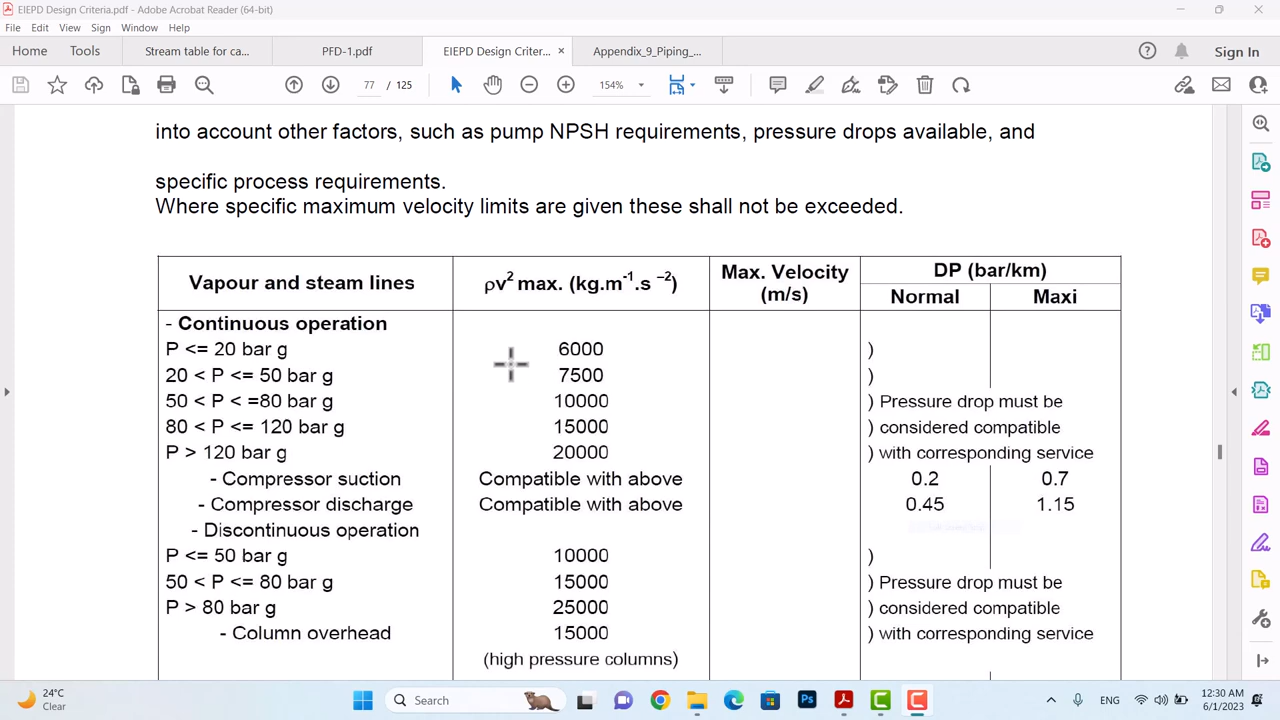 EIEPD Design Criteria.pdf - Adobe Acrobat Reader (64-bit)
File Edit View Sign Window Help
Home Tools Stream table for ca... PFD-1.pdf EIEPD Design Criter... × Appendix_9_Piping_... Sign In
77 / 125 154%
into account other factors, such as pump NPSH requirements, pressure drops available, and
specific process requirements.
Where specific maximum velocity limits are given these shall not be exceeded.
Vapour and steam lines ρv² max. (kg.m⁻¹.s ⁻²) Max. Velocity (m/s) DP (bar/km)
Normal Maxi
- Continuous operation
P <= 20 bar g 6000 )
20 < P <= 50 bar g 7500 )
50 < P < =80 bar g 10000 ) Pressure drop must be
80 < P <= 120 bar g 15000 ) considered compatible
P > 120 bar g 20000 ) with corresponding service
- Compressor suction Compatible with above 0.2 0.7
- Compressor discharge Compatible with above 0.45 1.15
- Discontinuous operation
P <= 50 bar g 10000 )
50 < P <= 80 bar g 15000 ) Pressure drop must be
P > 80 bar g 25000 ) considered compatible
- Column overhead 15000 ) with corresponding service
(high pressure columns)
24°C
Clear
Search
Ps
ENG
12:30 AM
6/1/2023